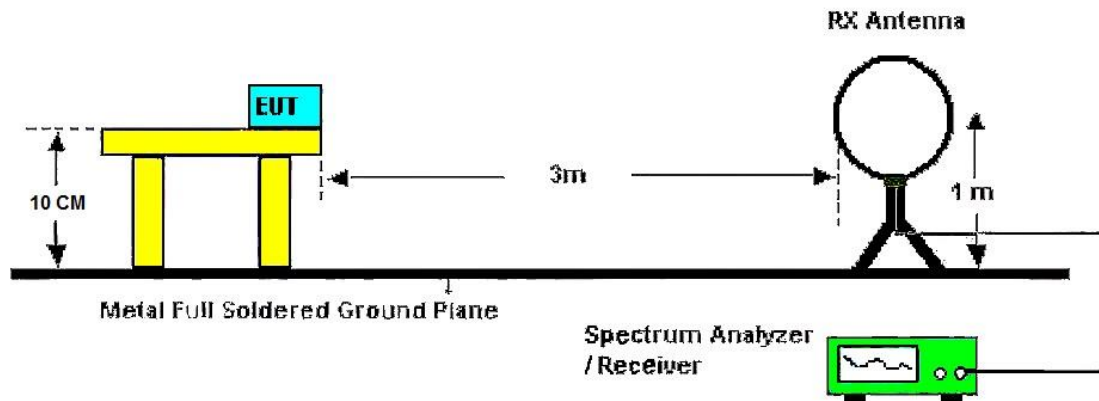 RX Antenna
EUT
10 CM
3m
1 m
Metal Full Soldered Ground Plane
Spectrum Analyzer
/ Receiver